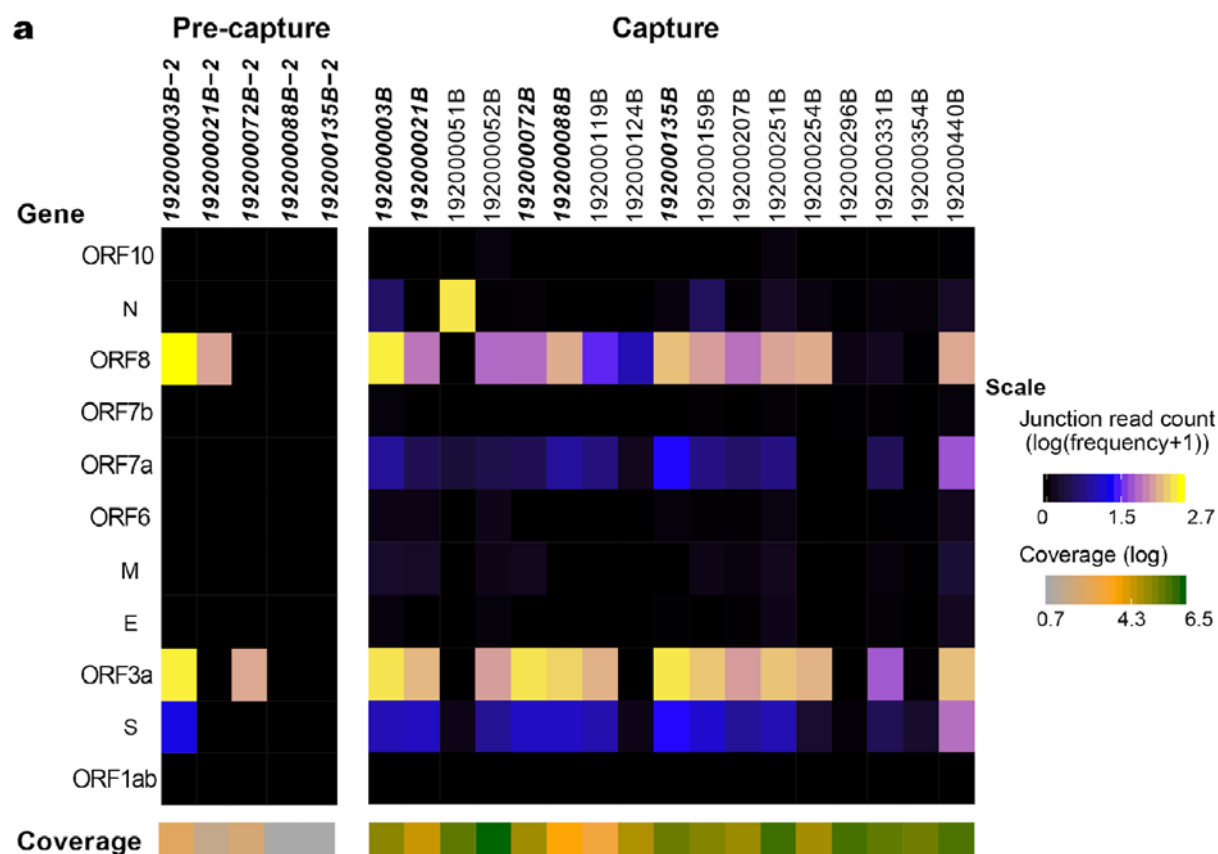 a
Pre-capture
Capture
192000003B−2
192000021B−2
192000072B−2
192000088B−2
192000135B−2
192000003B
192000021B
192000051B
192000052B
192000072B
192000088B
192000119B
192000124B
192000135B
192000159B
192000207B
192000251B
192000254B
192000296B
192000331B
192000354B
192000440B
Gene
ORF10
N
ORF8
ORF7b
ORF7a
ORF6
M
E
ORF3a
S
ORF1ab
Coverage
Scale
Junction read count
(log(frequency+1))
0 1.5 2.7
Coverage (log)
0.7 4.3 6.5